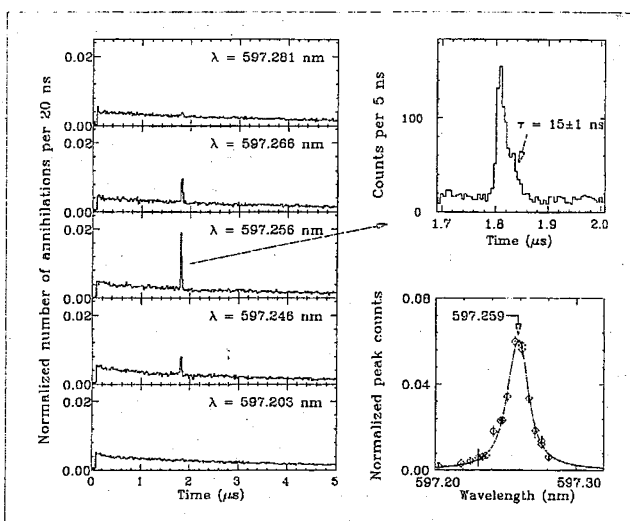 Normalized number of annihilations per 20 ns
0.02
λ = 597.281 nm
0.00
0.02
λ = 597.266 nm
0.00
0.02
λ = 597.256 nm
0.00
0.02
λ = 597.246 nm
0.00
0.02
λ = 597.203 nm
0.00
0 1 2 3 4 5
Time (μs)
Counts per 5 ns
100
0
τ = 15±1 ns
1.7 1.8 1.9 2.0
Time (μs)
Normalized peak counts
0.08
0.04
0.00
597.259
597.20 597.30
Wavelength (nm)